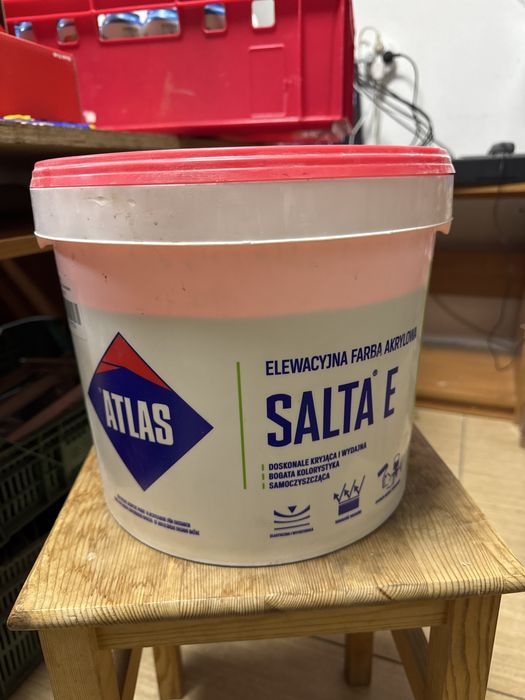 ATLAS
ELEWACYJNA FARBA AKRYLOWA
SALTA® E
DOSKONALE KRYJĄCA I WYDAJNA
BOGATA KOLORYSTYKA
SAMOCZYSZCZĄCA